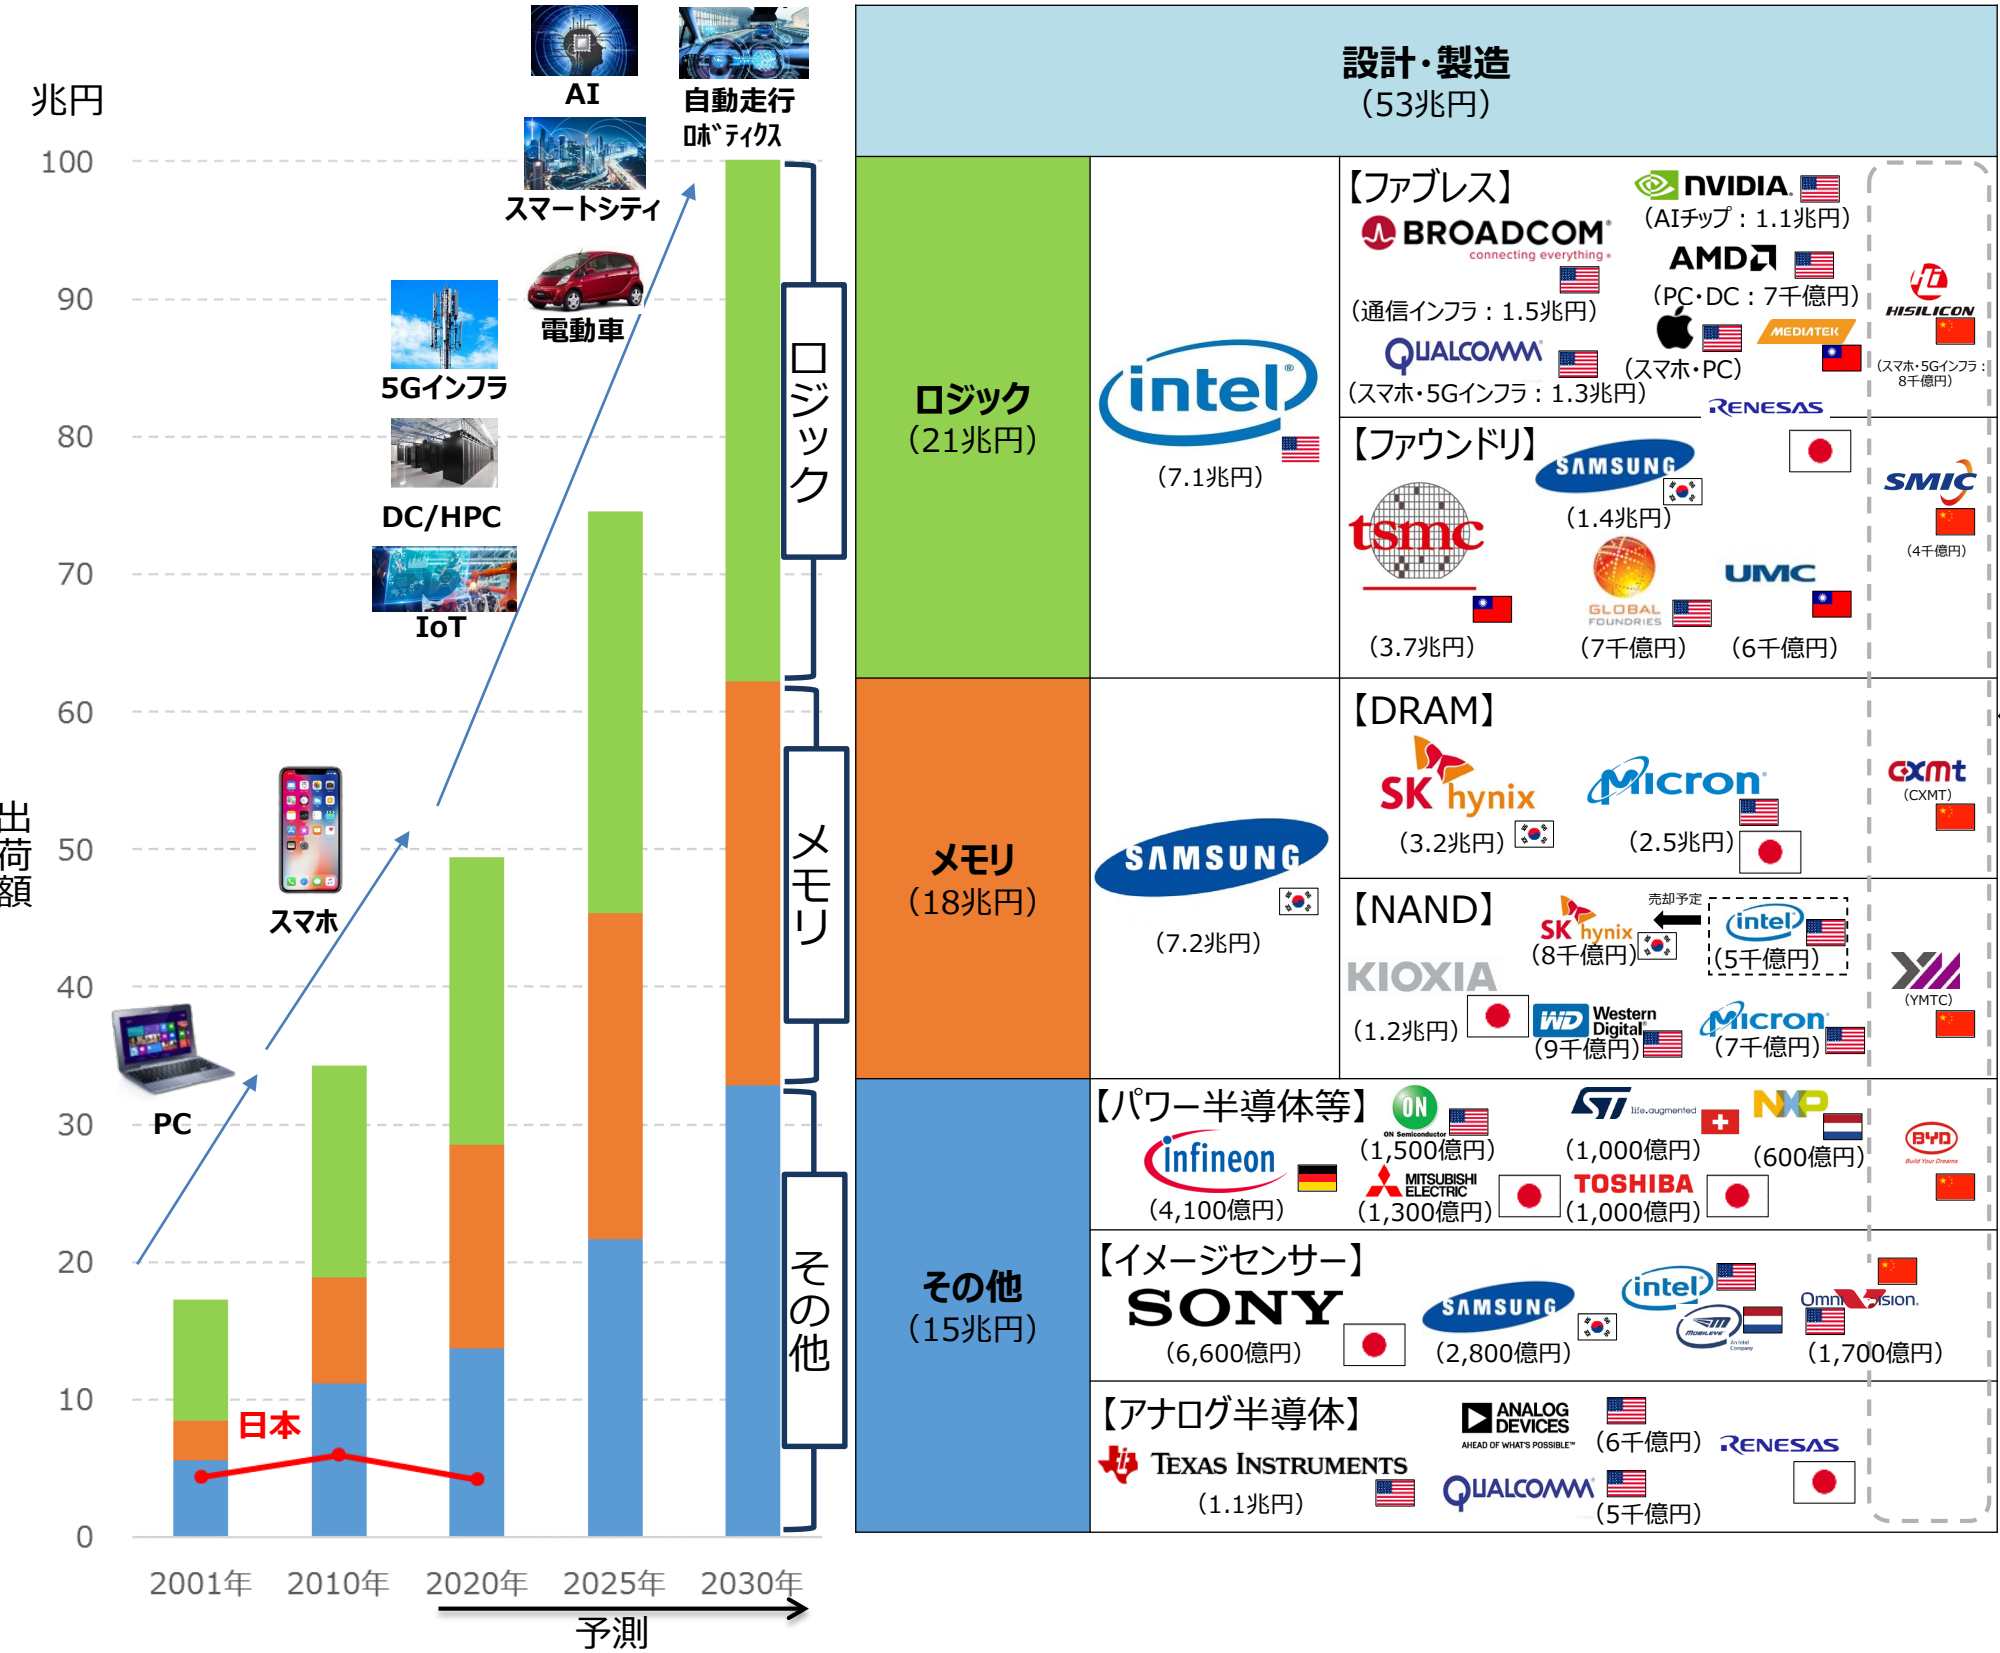 兆円
100
90
80
70
60
50
40
30
20
10
0
出荷額
AI
自動走行
ﾛﾎﾞﾃｨｸｽ
スマートシティ
電動車
5Gインフラ
DC/HPC
IoT
スマホ
PC
日本
ロジック
メモリ
その他
2001年
2010年
2020年
2025年
2030年
予測
設計・製造
（53兆円）
ロジック
（21兆円）
intel
（7.1兆円）
【ファブレス】
NVIDIA.
（AIチップ：1.1兆円）
BROADCOM
connecting everything
（通信インフラ：1.5兆円）
AMD
（PC・DC：7千億円）
QUALCOMM
（スマホ・5Gインフラ：1.3兆円）
（スマホ・PC）
MEDIATEK
RENESAS
HISILICON
（スマホ・5Gインフラ：
8千億円）
【ファウンドリ】
SAMSUNG
（1.4兆円）
tsmc
（3.7兆円）
GLOBAL
FOUNDRIES
（7千億円）
UMC
（6千億円）
SMIC
（4千億円）
メモリ
（18兆円）
SAMSUNG
（7.2兆円）
【DRAM】
SK hynix
（3.2兆円）
Micron
（2.5兆円）
CXMT
（CXMT）
【NAND】
SK hynix
（8千億円）
売却予定
intel
（5千億円）
KIOXIA
（1.2兆円）
WD Western
Digital
（9千億円）
Micron
（7千億円）
（YMTC）
その他
（15兆円）
【パワー半導体等】
infineon
（4,100億円）
ON
ON Semiconductor
（1,500億円）
ST life.augmented
（1,000億円）
NXP
（600億円）
MITSUBISHI
ELECTRIC
（1,300億円）
TOSHIBA
（1,000億円）
BYD
Build Your Dreams
【イメージセンサー】
SONY
（6,600億円）
SAMSUNG
（2,800億円）
intel
MOBILEYE
An Intel
Company
（1,700億円）
【アナログ半導体】
TEXAS INSTRUMENTS
（1.1兆円）
ANALOG
DEVICES
AHEAD OF WHAT'S POSSIBLE™
（6千億円）
QUALCOMM
（5千億円）
RENESAS